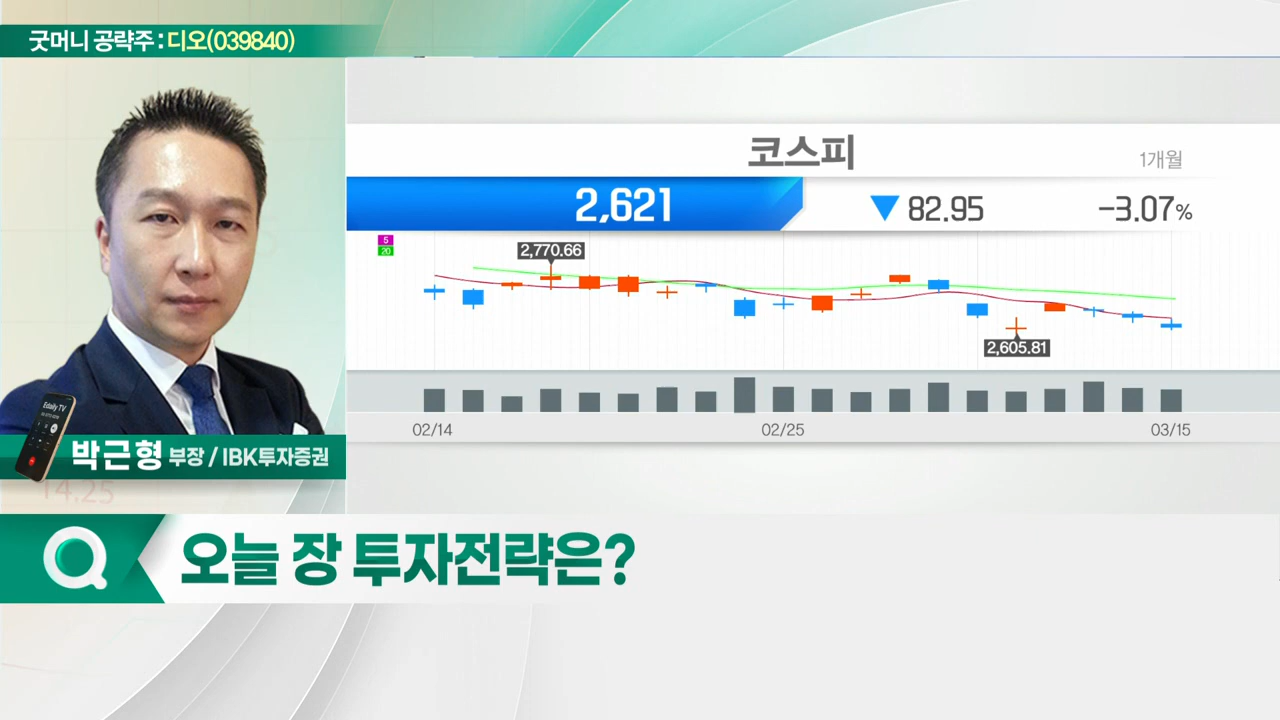 굿머니 공략주 : 디오(039840)
코스피
1개월
2,621 ▼ 82.95 -3.07%
5
20
2,770.66
2,605.81
02/14 02/25 03/15
Edaily TV
박근형 부장 / IBK투자증권
14.25
오늘 장 투자전략은?